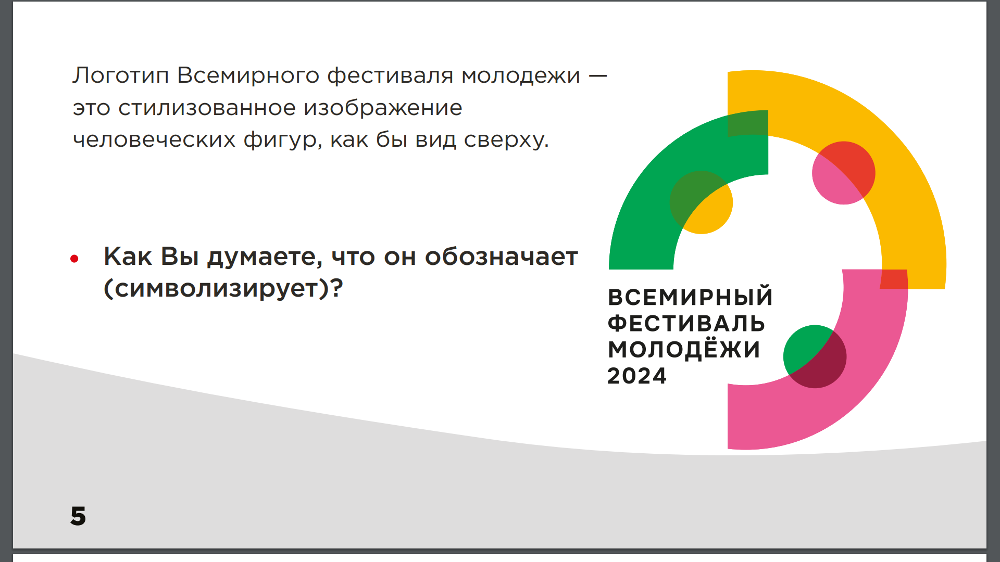 Логотип Всемирного фестиваля молодежи —
это стилизованное изображение
человеческих фигур, как бы вид сверху.
• Как Вы думаете, что он обозначает
(символизирует)?
ВСЕМИРНЫЙ
ФЕСТИВАЛЬ
МОЛОДЁЖИ
2024
5